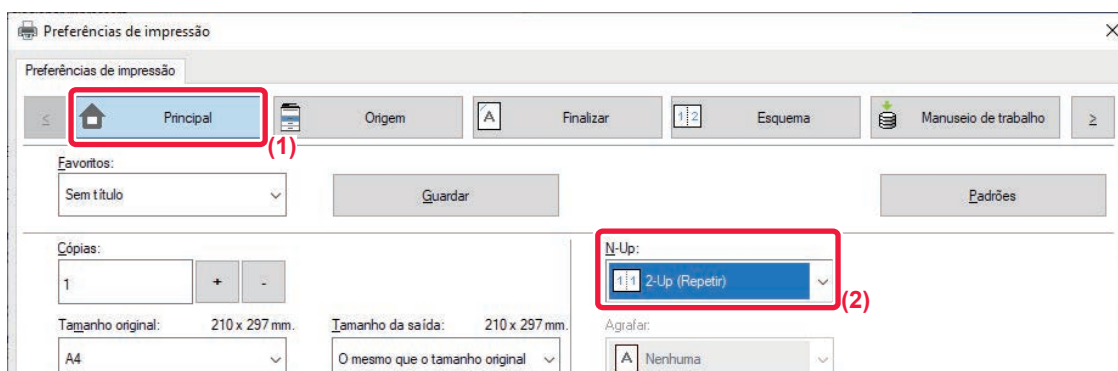 Preferências de impressão
Preferências de impressão
< Principal Origem Finalizar Esquema Manuseio de trabalho >
(1)
Favoritos:
Sem título Guardar Padrões
Cópias: N-Up:
1 + - 2-Up (Repetir)
(2)
Tamanho original: 210 x 297 mm. Tamanho da saída: 210 x 297 mm. Agrafar:
A4 O mesmo que o tamanho original Nenhuma